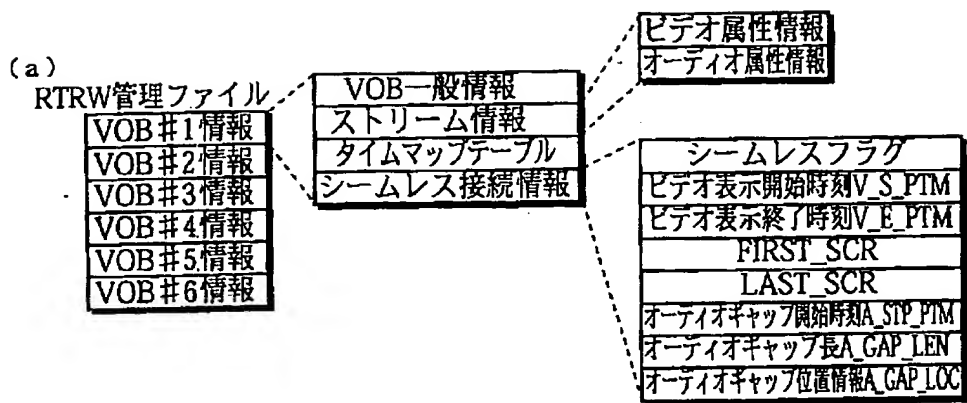 (a)
RTRW管理ファイル
VOB#1情報
VOB#2情報
VOB#3情報
VOB#4情報
VOB#5情報
VOB#6情報
VOB一般情報
ストリーム情報
タイムマップテーブル
シームレス接続情報
ビデオ属性情報
オーディオ属性情報
シームレスフラグ
ビデオ表示開始時刻V_S_PTM
ビデオ表示終了時刻V_E_PTM
FIRST_SCR
LAST_SCR
オーディオギャップ開始時刻A_STP_PTM
オーディオギャップ長A_GAP_LEN
オーディオギャップ位置情報A_GAP_LOC